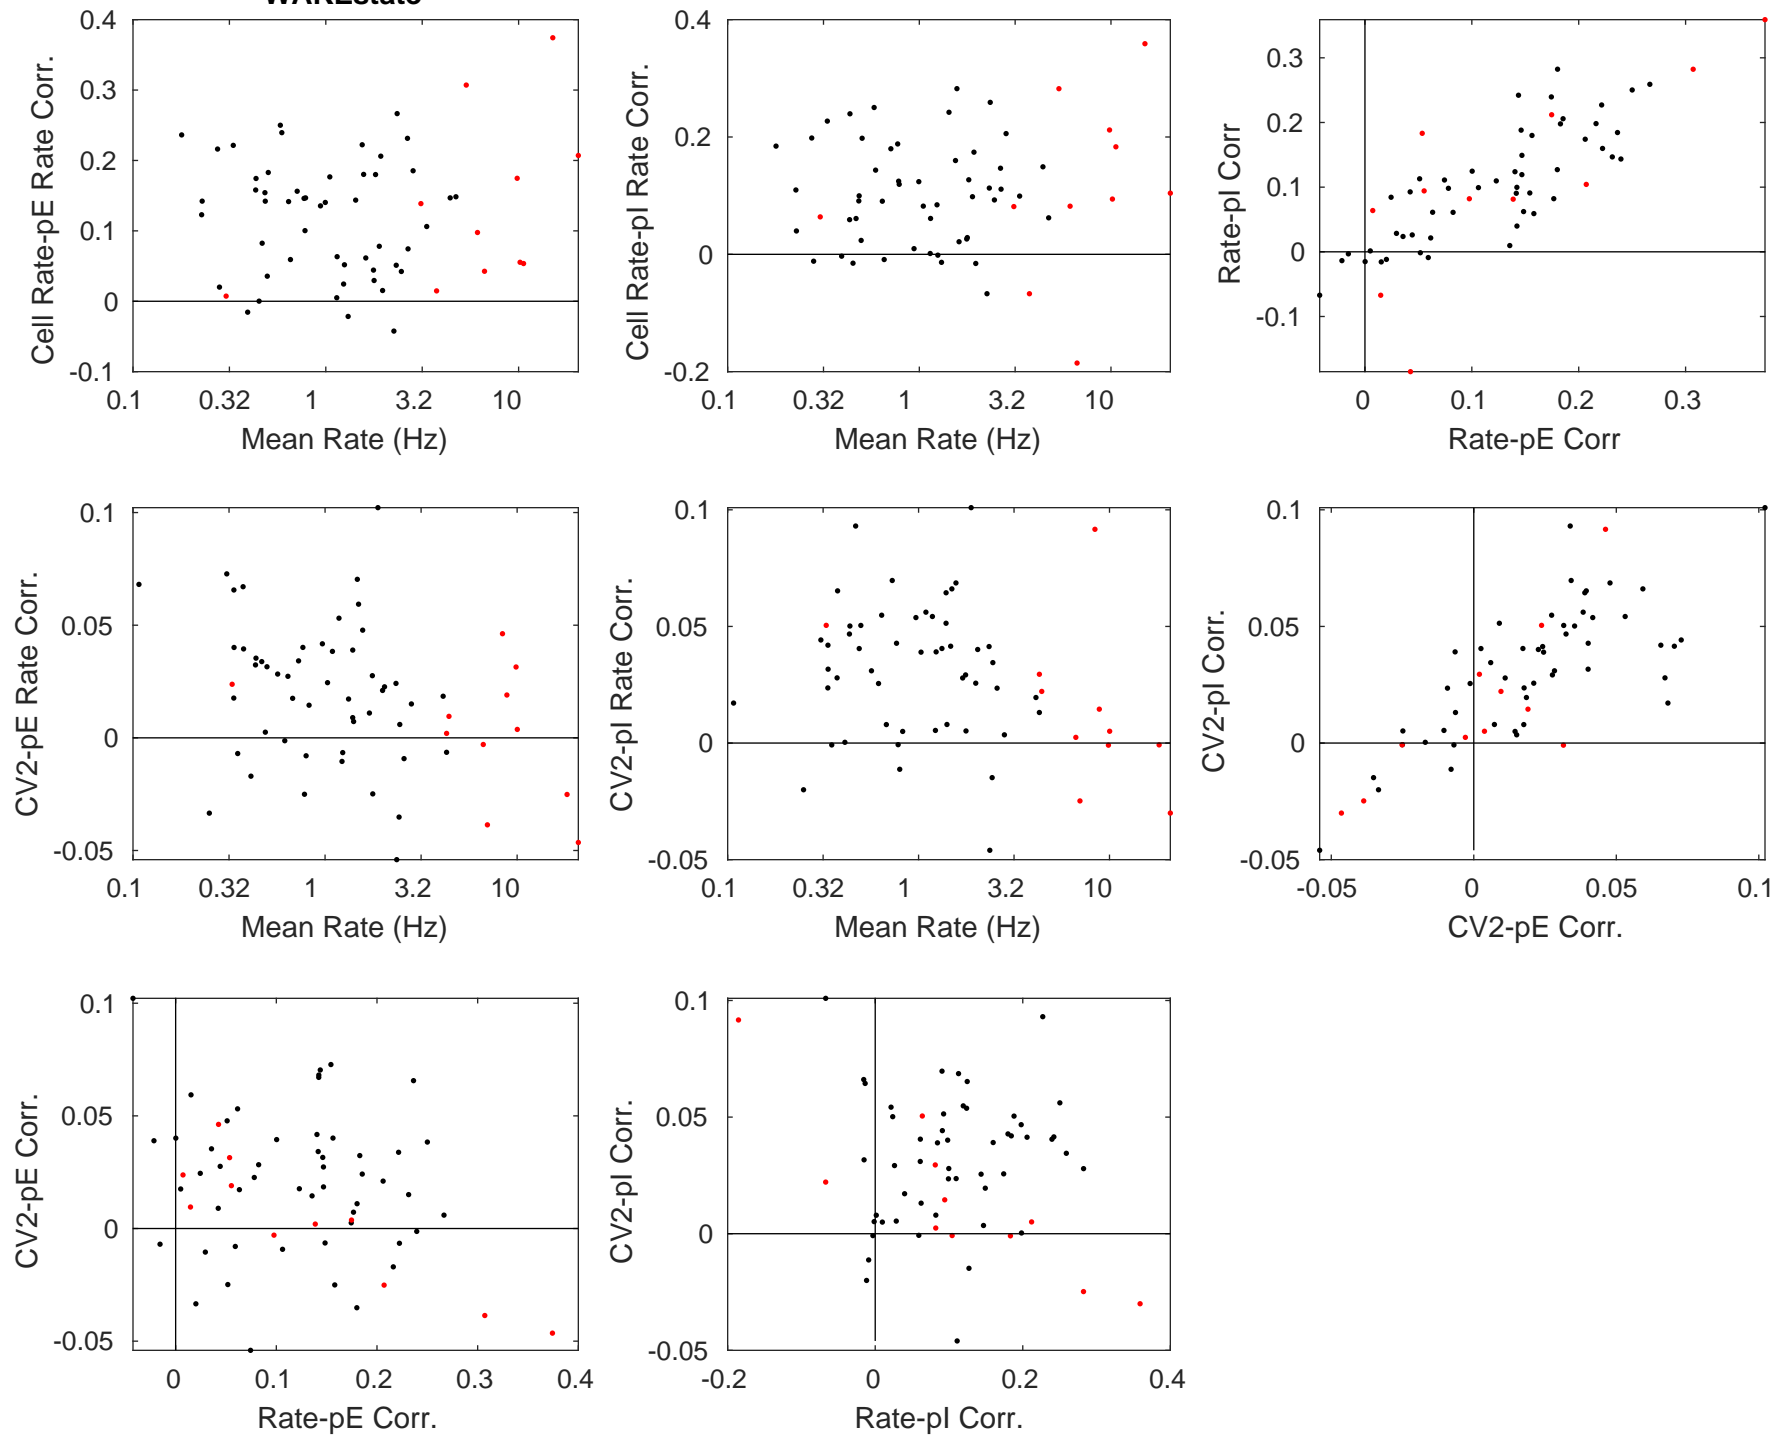 WAKEstate
0.4
0.3
0.2
0.1
0
-0.1
Cell Rate-pE Rate Corr.
0.1 0.32 1 3.2 10
Mean Rate (Hz)
0.4
0.2
0
-0.2
Cell Rate-pI Rate Corr.
0.1 0.32 1 3.2 10
Mean Rate (Hz)
0.3
0.2
0.1
0
-0.1
Rate-pI Corr
0 0.1 0.2 0.3
Rate-pE Corr
0.1
0.05
0
-0.05
CV2-pE Rate Corr.
0.1 0.32 1 3.2 10
Mean Rate (Hz)
0.1
0.05
0
-0.05
CV2-pI Rate Corr.
0.1 0.32 1 3.2 10
Mean Rate (Hz)
0.1
0.05
0
-0.05
CV2-pI Corr.
-0.05 0 0.05 0.1
CV2-pE Corr.
0.1
0.05
0
-0.05
CV2-pE Corr.
0 0.1 0.2 0.3 0.4
Rate-pE Corr.
0.1
0.05
0
-0.05
CV2-pI Corr.
-0.2 0 0.2 0.4
Rate-pI Corr.